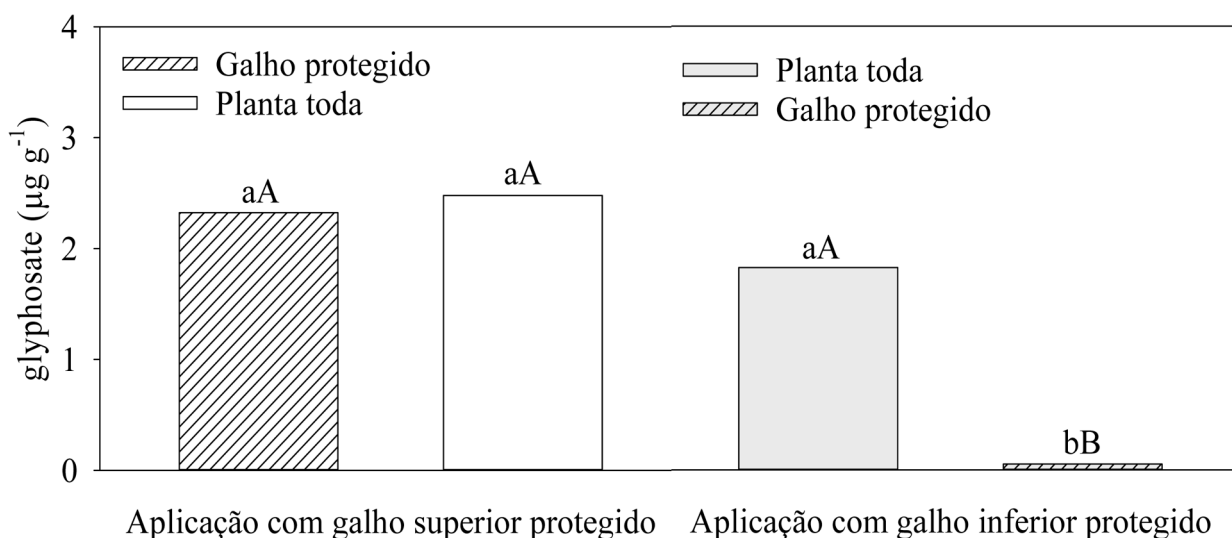 glyphosate (µg g⁻¹)
4
3
2
1
0
Galho protegido
Planta toda
aA
aA
Aplicação com galho superior protegido
Planta toda
Galho protegido
aA
bB
Aplicação com galho inferior protegido